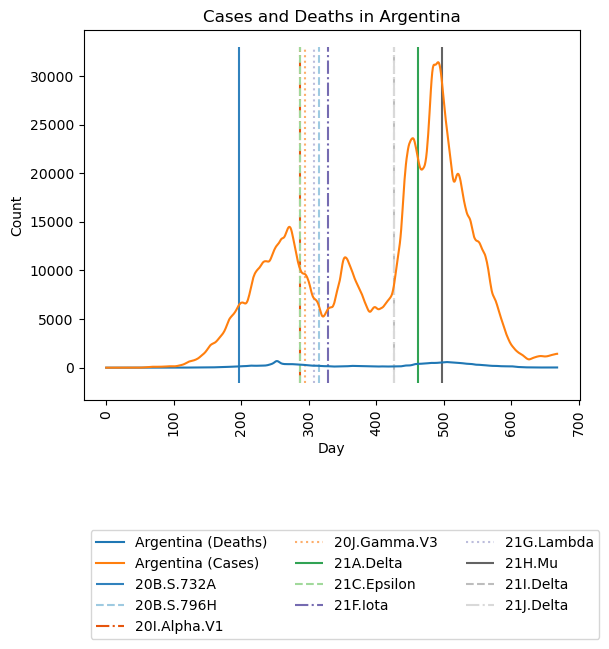 Cases and Deaths in Argentina
Count
30000
25000
20000
15000
10000
5000
0
0 100 200 300 400 500 600 700
Day
Argentina (Deaths) 20J.Gamma.V3 21G.Lambda
Argentina (Cases) 21A.Delta 21H.Mu
20B.S.732A 21C.Epsilon 21I.Delta
20B.S.796H 21F.Iota 21J.Delta
20I.Alpha.V1